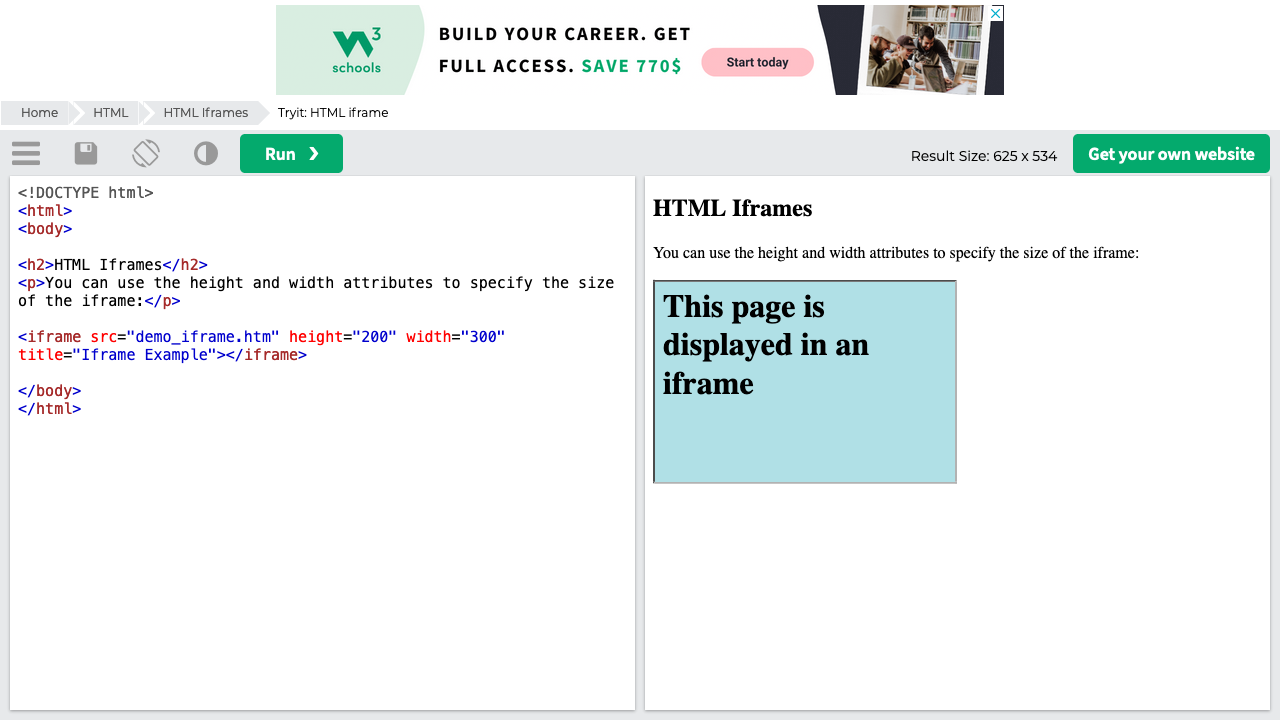 3
schools
BUILD YOUR CAREER. GET
FULL ACCESS. SAVE 770$
Start today
Home
HTML
HTML Iframes
Tryit: HTML iframe
Run ❯
Result Size: 625 x 534
Get your own website
<!DOCTYPE html>
<html>
<body>
<h2>HTML Iframes</h2>
<p>You can use the height and width attributes to specify the size
of the iframe:</p>
<iframe src="demo_iframe.htm" height="200" width="300"
title="Iframe Example"></iframe>
</body>
</html>
HTML Iframes
You can use the height and width attributes to specify the size of the iframe:
This page is
displayed in an
iframe